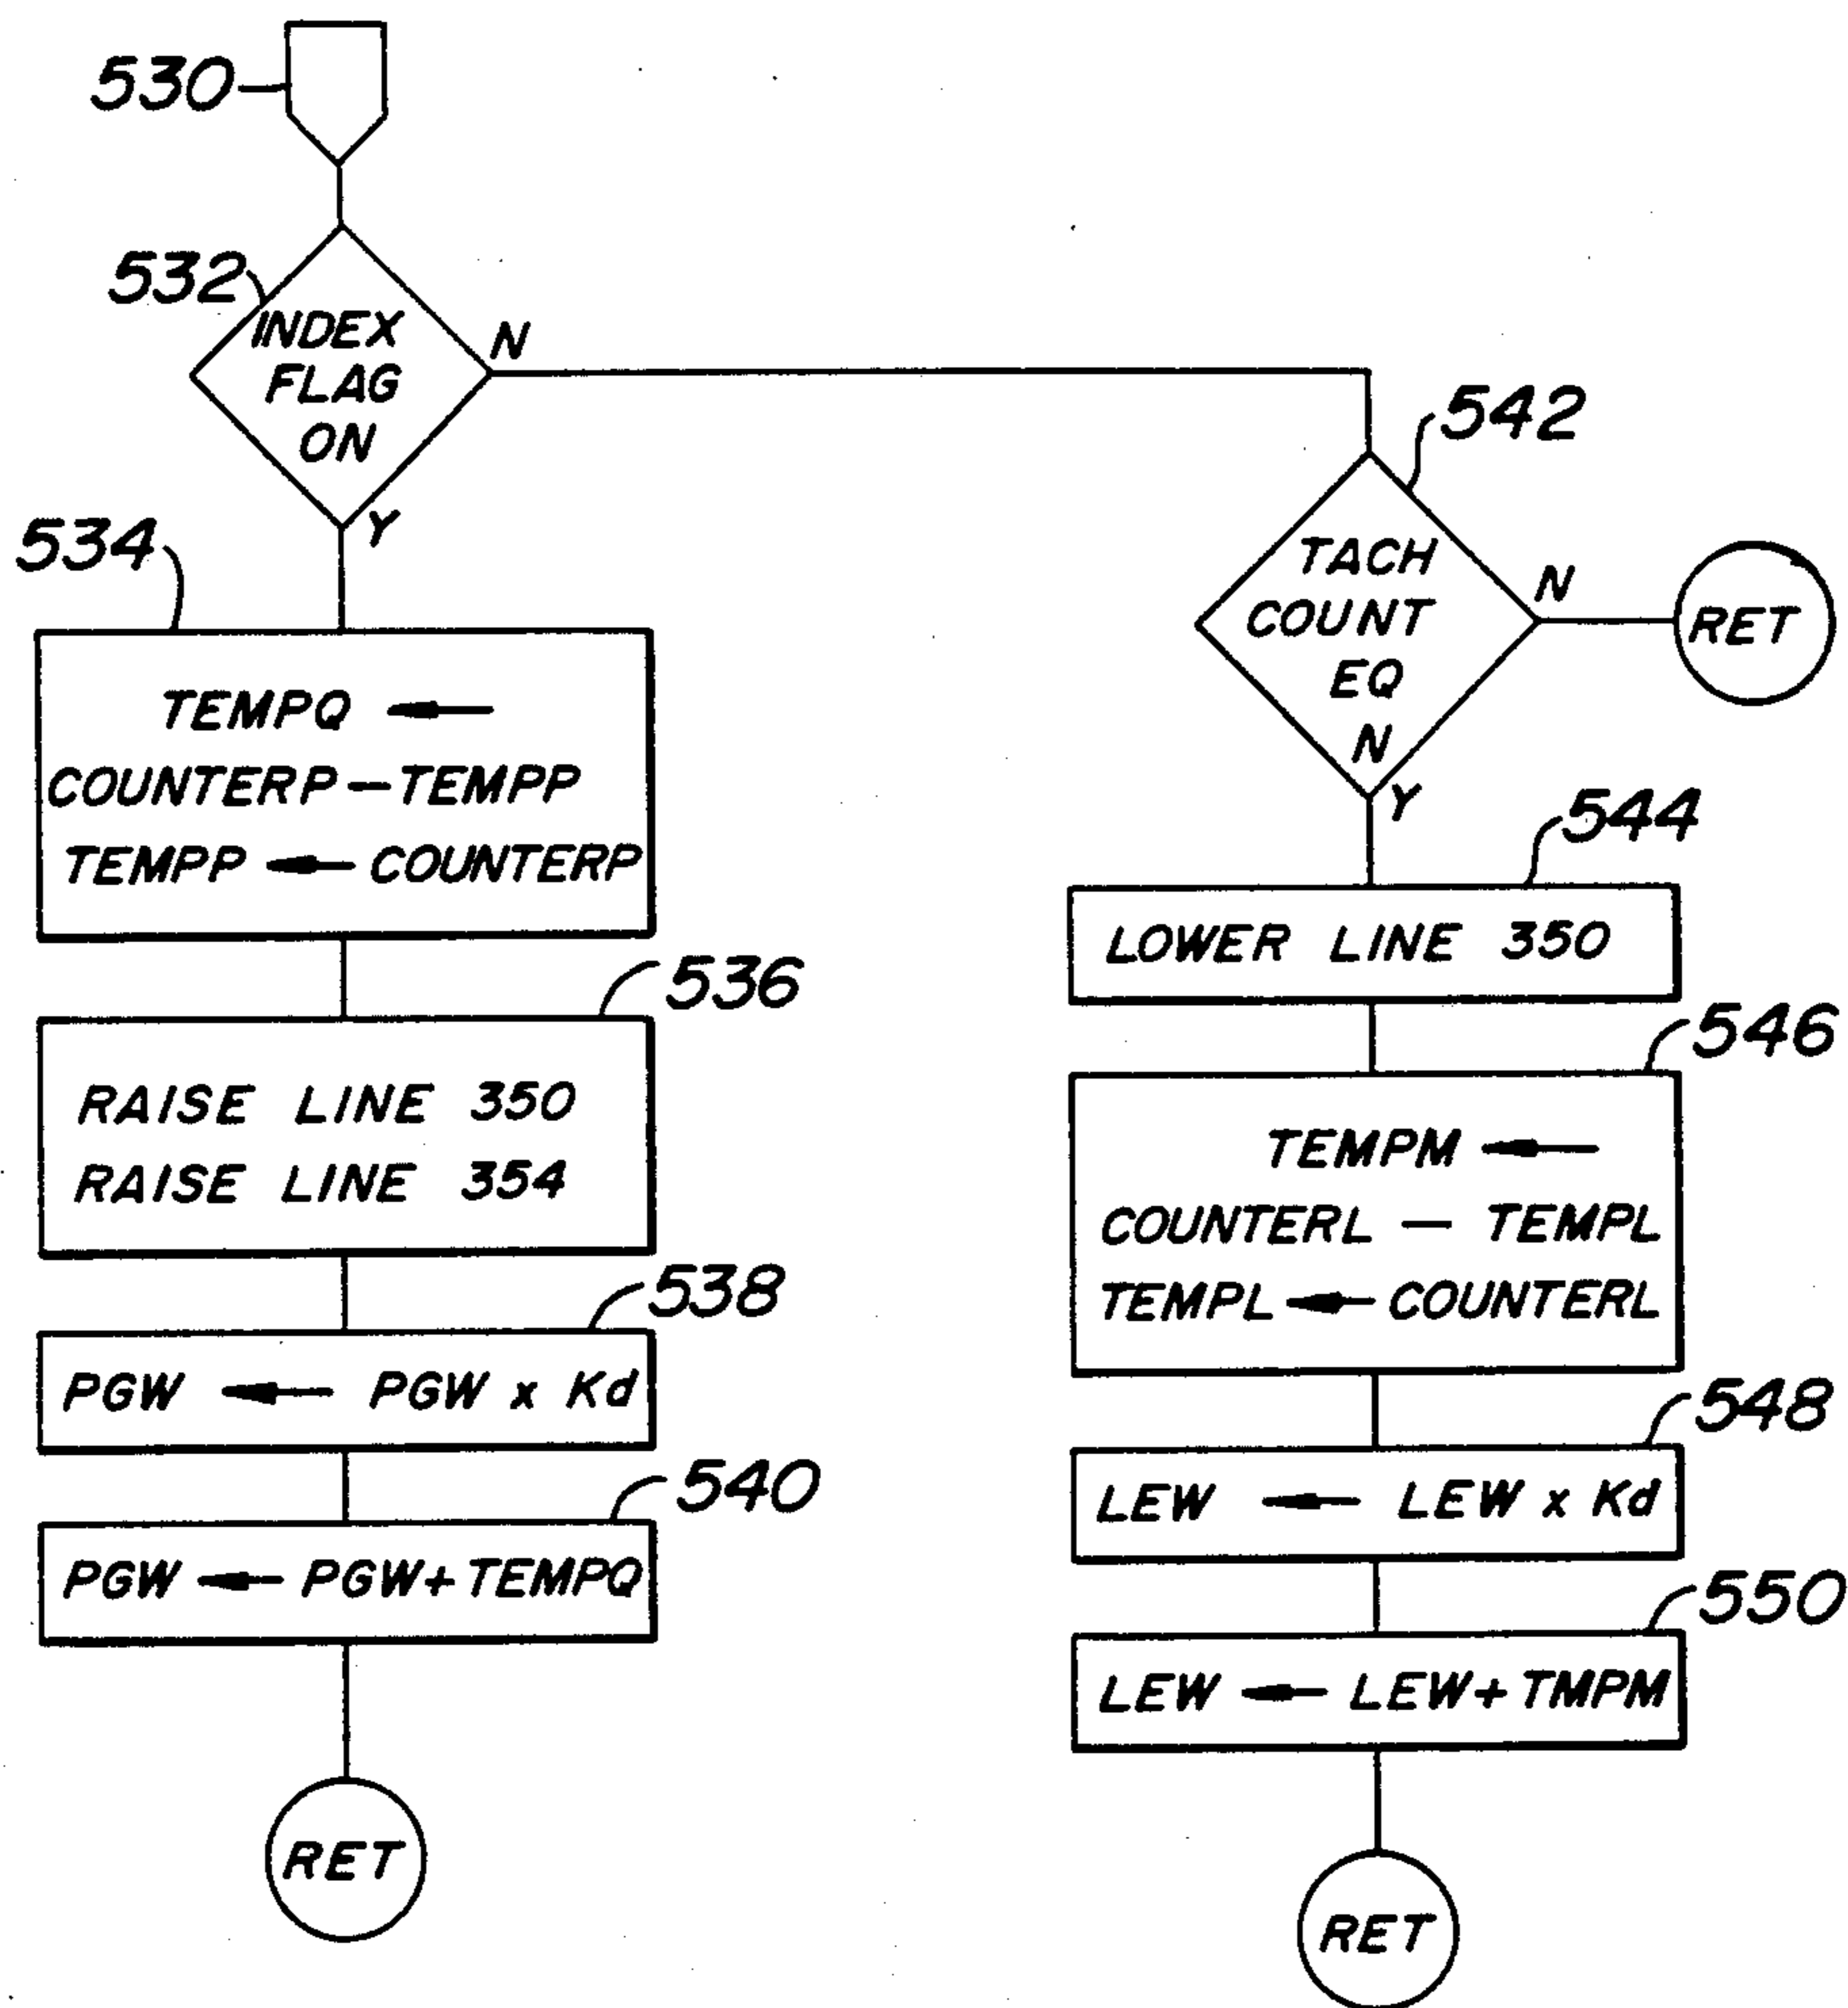 530
532
INDEX
FLAG
ON
N
Y
534
TEMPQ ←
COUNTERP — TEMPP
TEMPP ← COUNTERP
536
RAISE LINE 350
RAISE LINE 354
538
PGW ← PGW x Kd
540
PGW ← PGW + TEMPQ
RET
542
TACH
COUNT
EQ
N
N
RET
Y
544
LOWER LINE 350
546
TEMPM ←
COUNTERL — TEMPL
TEMPL ← COUNTERL
548
LEW ← LEW x Kd
550
LEW ← LEW + TMPM
RET